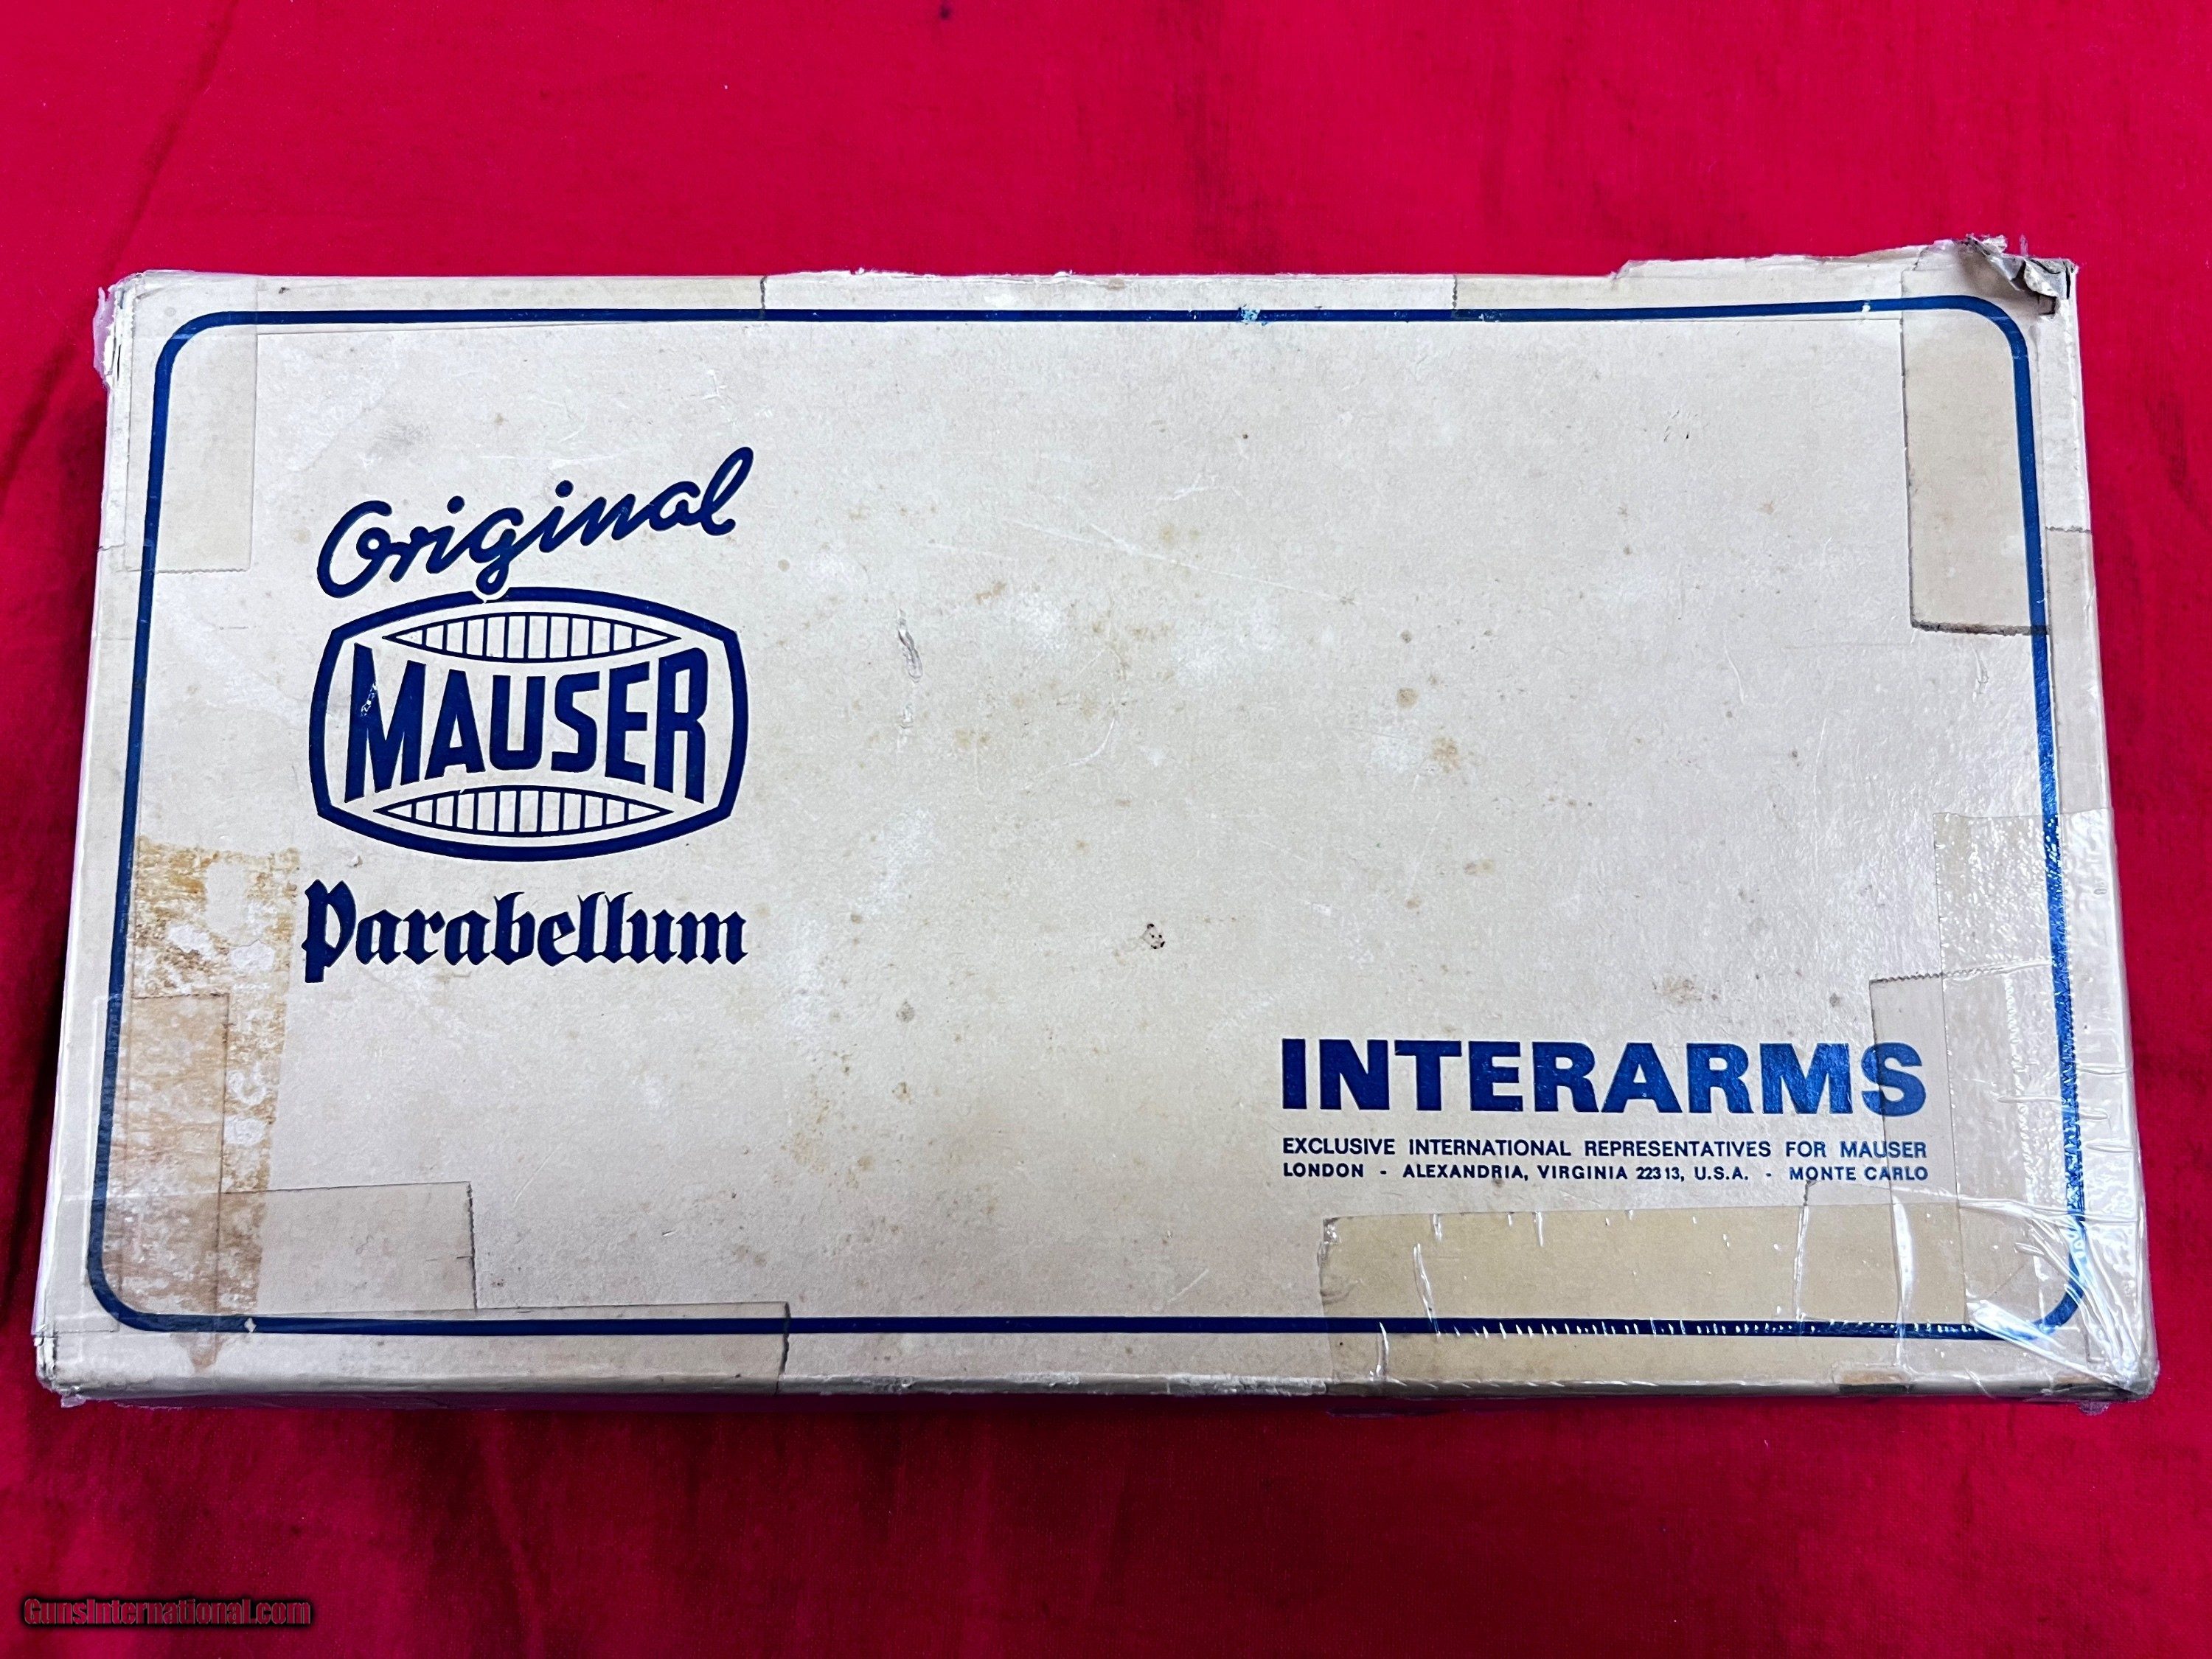 Original
MAUSER
Parabellum
INTERARMS
EXCLUSIVE INTERNATIONAL REPRESENTATIVES FOR MAUSER
LONDON - ALEXANDRIA, VIRGINIA 22313, U.S.A. - MONTE CARLO
GunsInternational.com